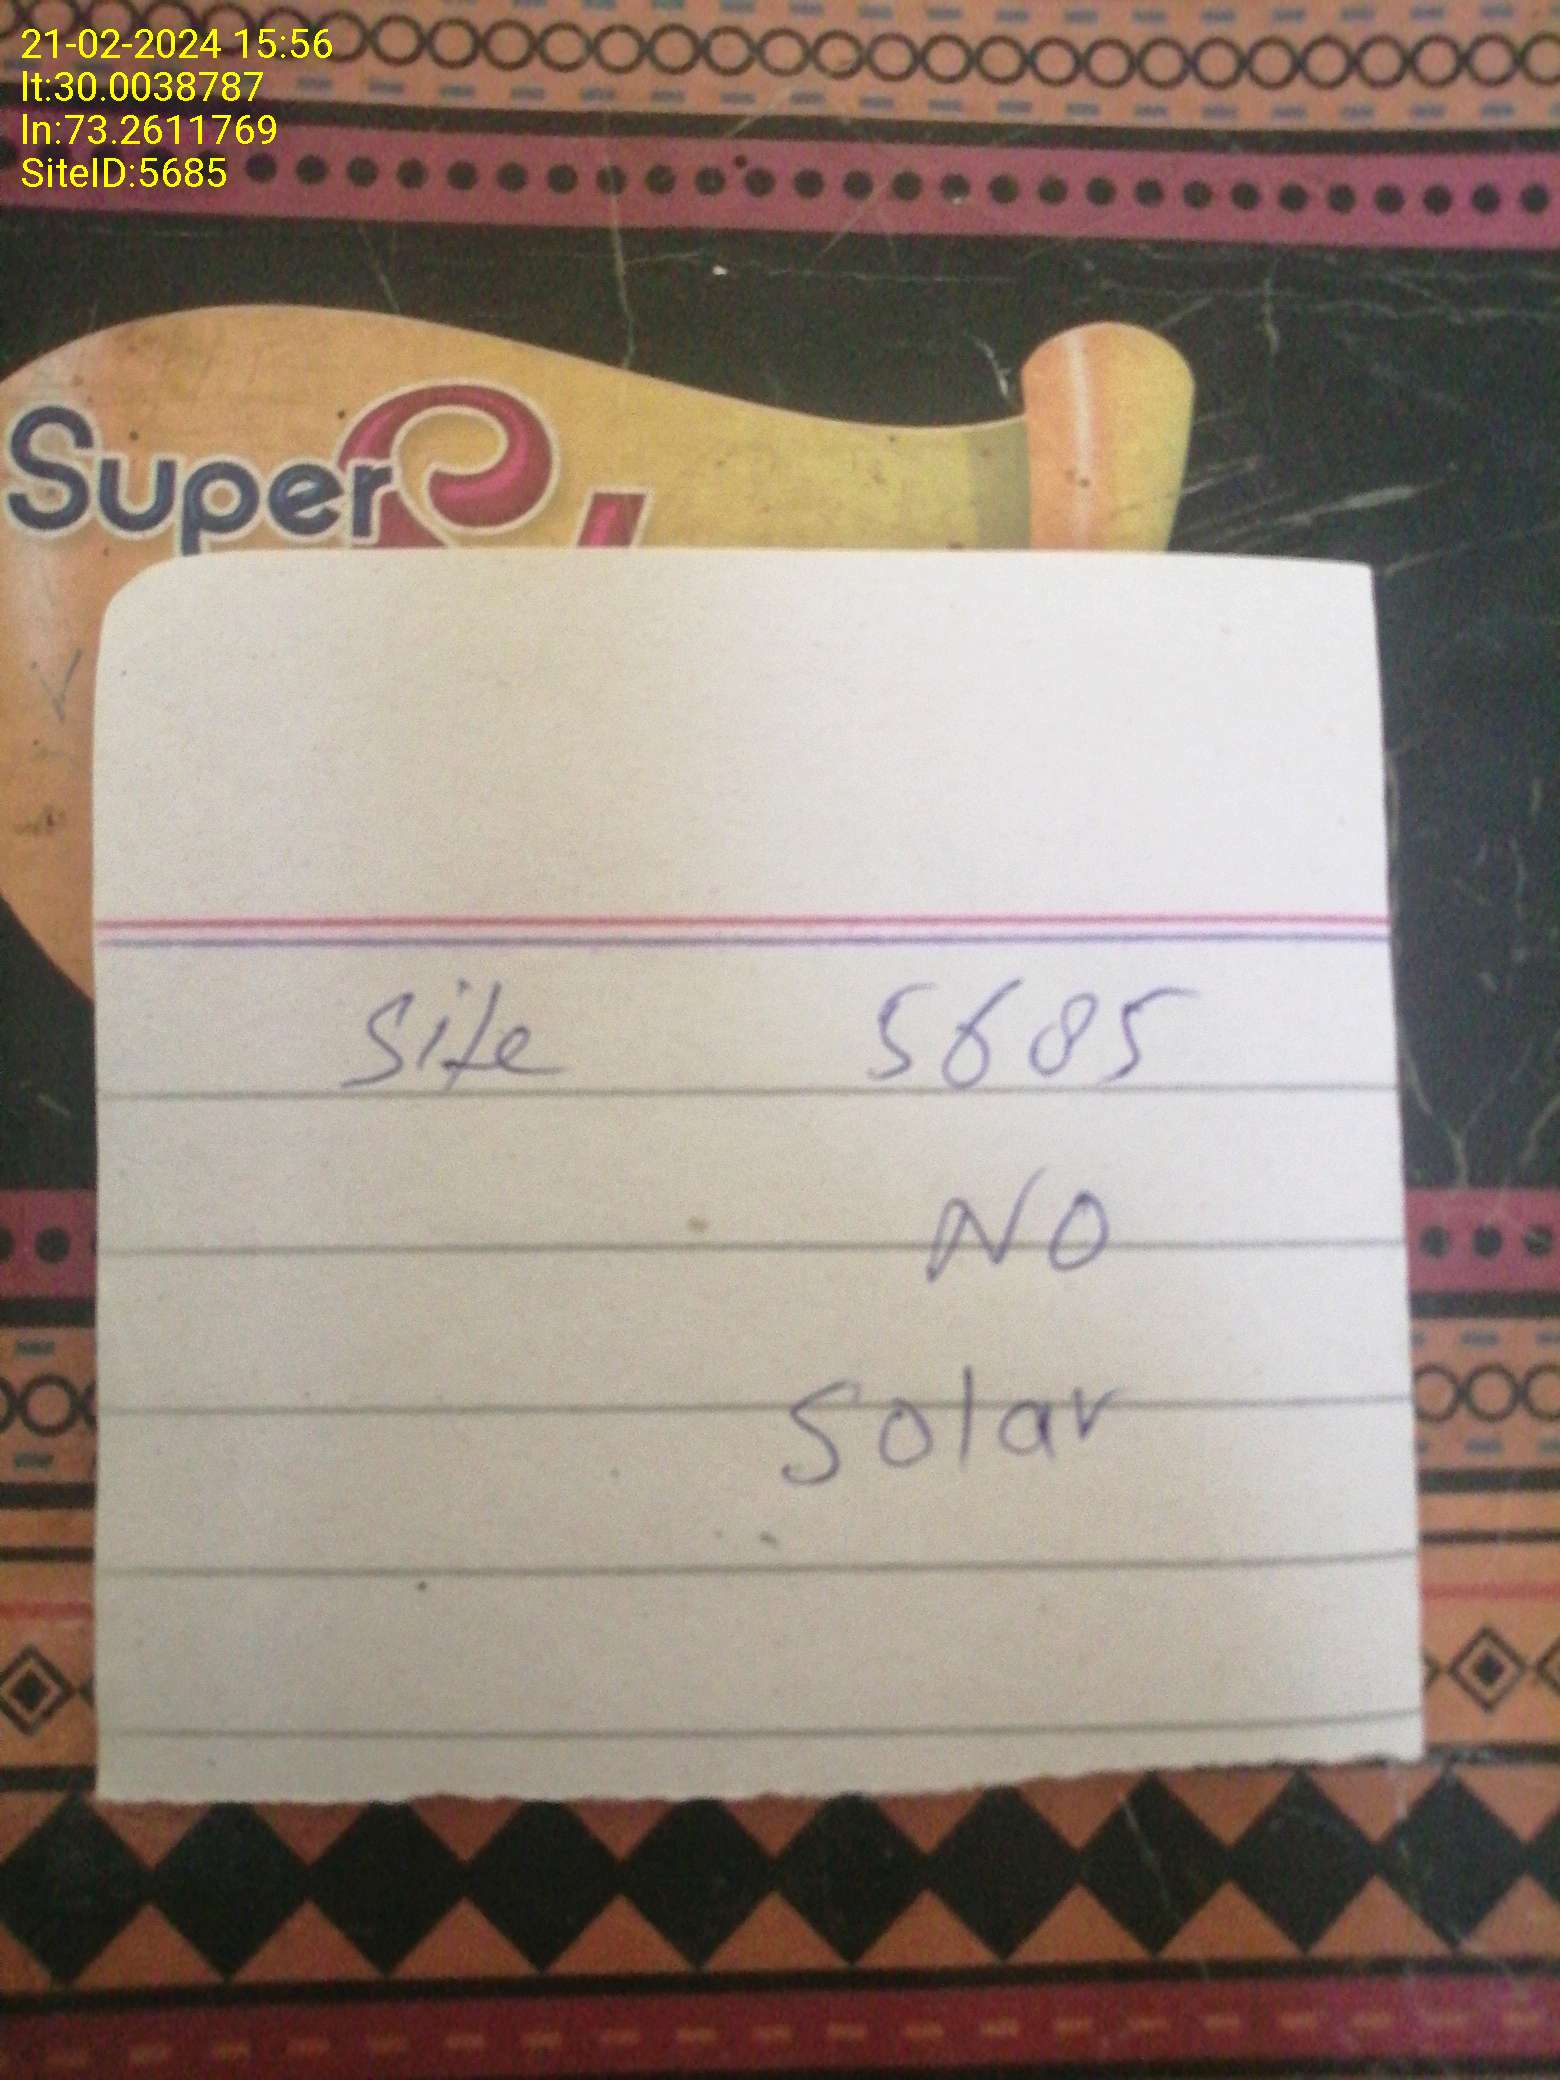 21-02-2024 15:56
lt:30.0038787
ln:73.2611769
SiteID:5685
Super
Site 5685
NO
Solar